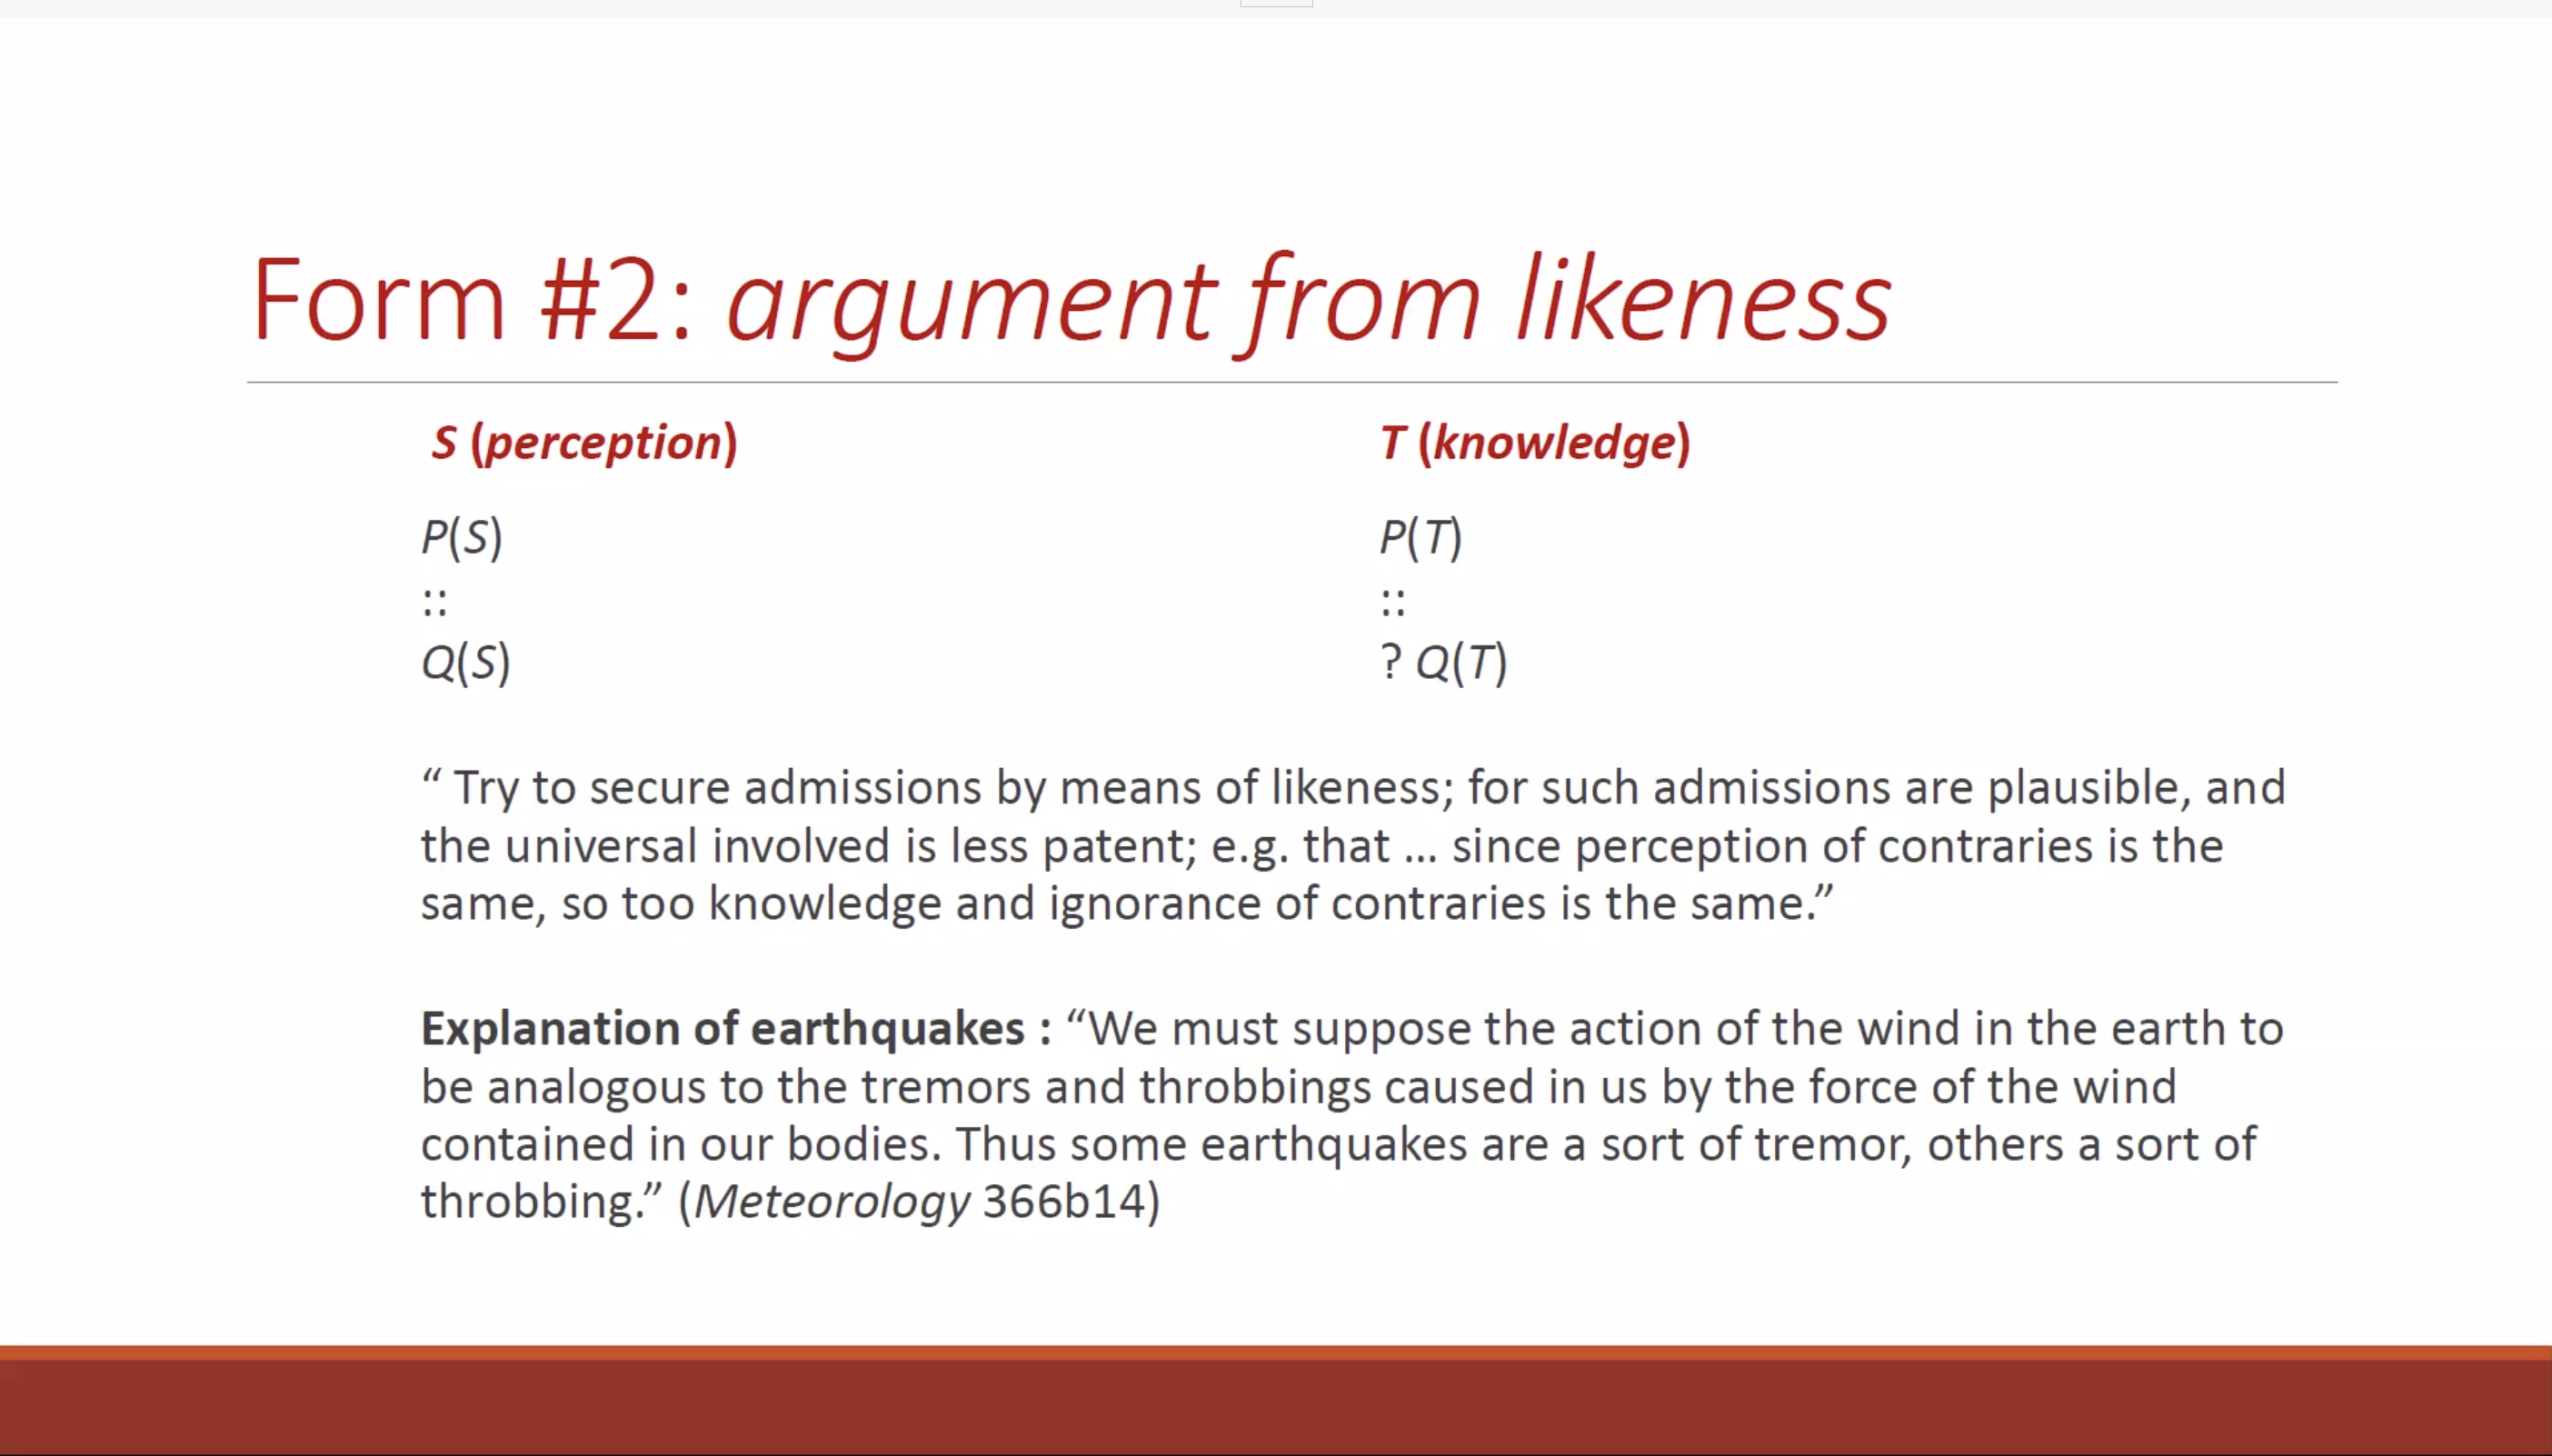 Form #2: argument from likeness
S (perception)
P(S)
::
Q(S)
T (knowledge)
P(T)
::
? Q(T)
“ Try to secure admissions by means of likeness; for such admissions are plausible, and
the universal involved is less patent; e.g. that … since perception of contraries is the
same, so too knowledge and ignorance of contraries is the same.”
Explanation of earthquakes : “We must suppose the action of the wind in the earth to
be analogous to the tremors and throbbings caused in us by the force of the wind
contained in our bodies. Thus some earthquakes are a sort of tremor, others a sort of
throbbing.” (Meteorology 366b14)